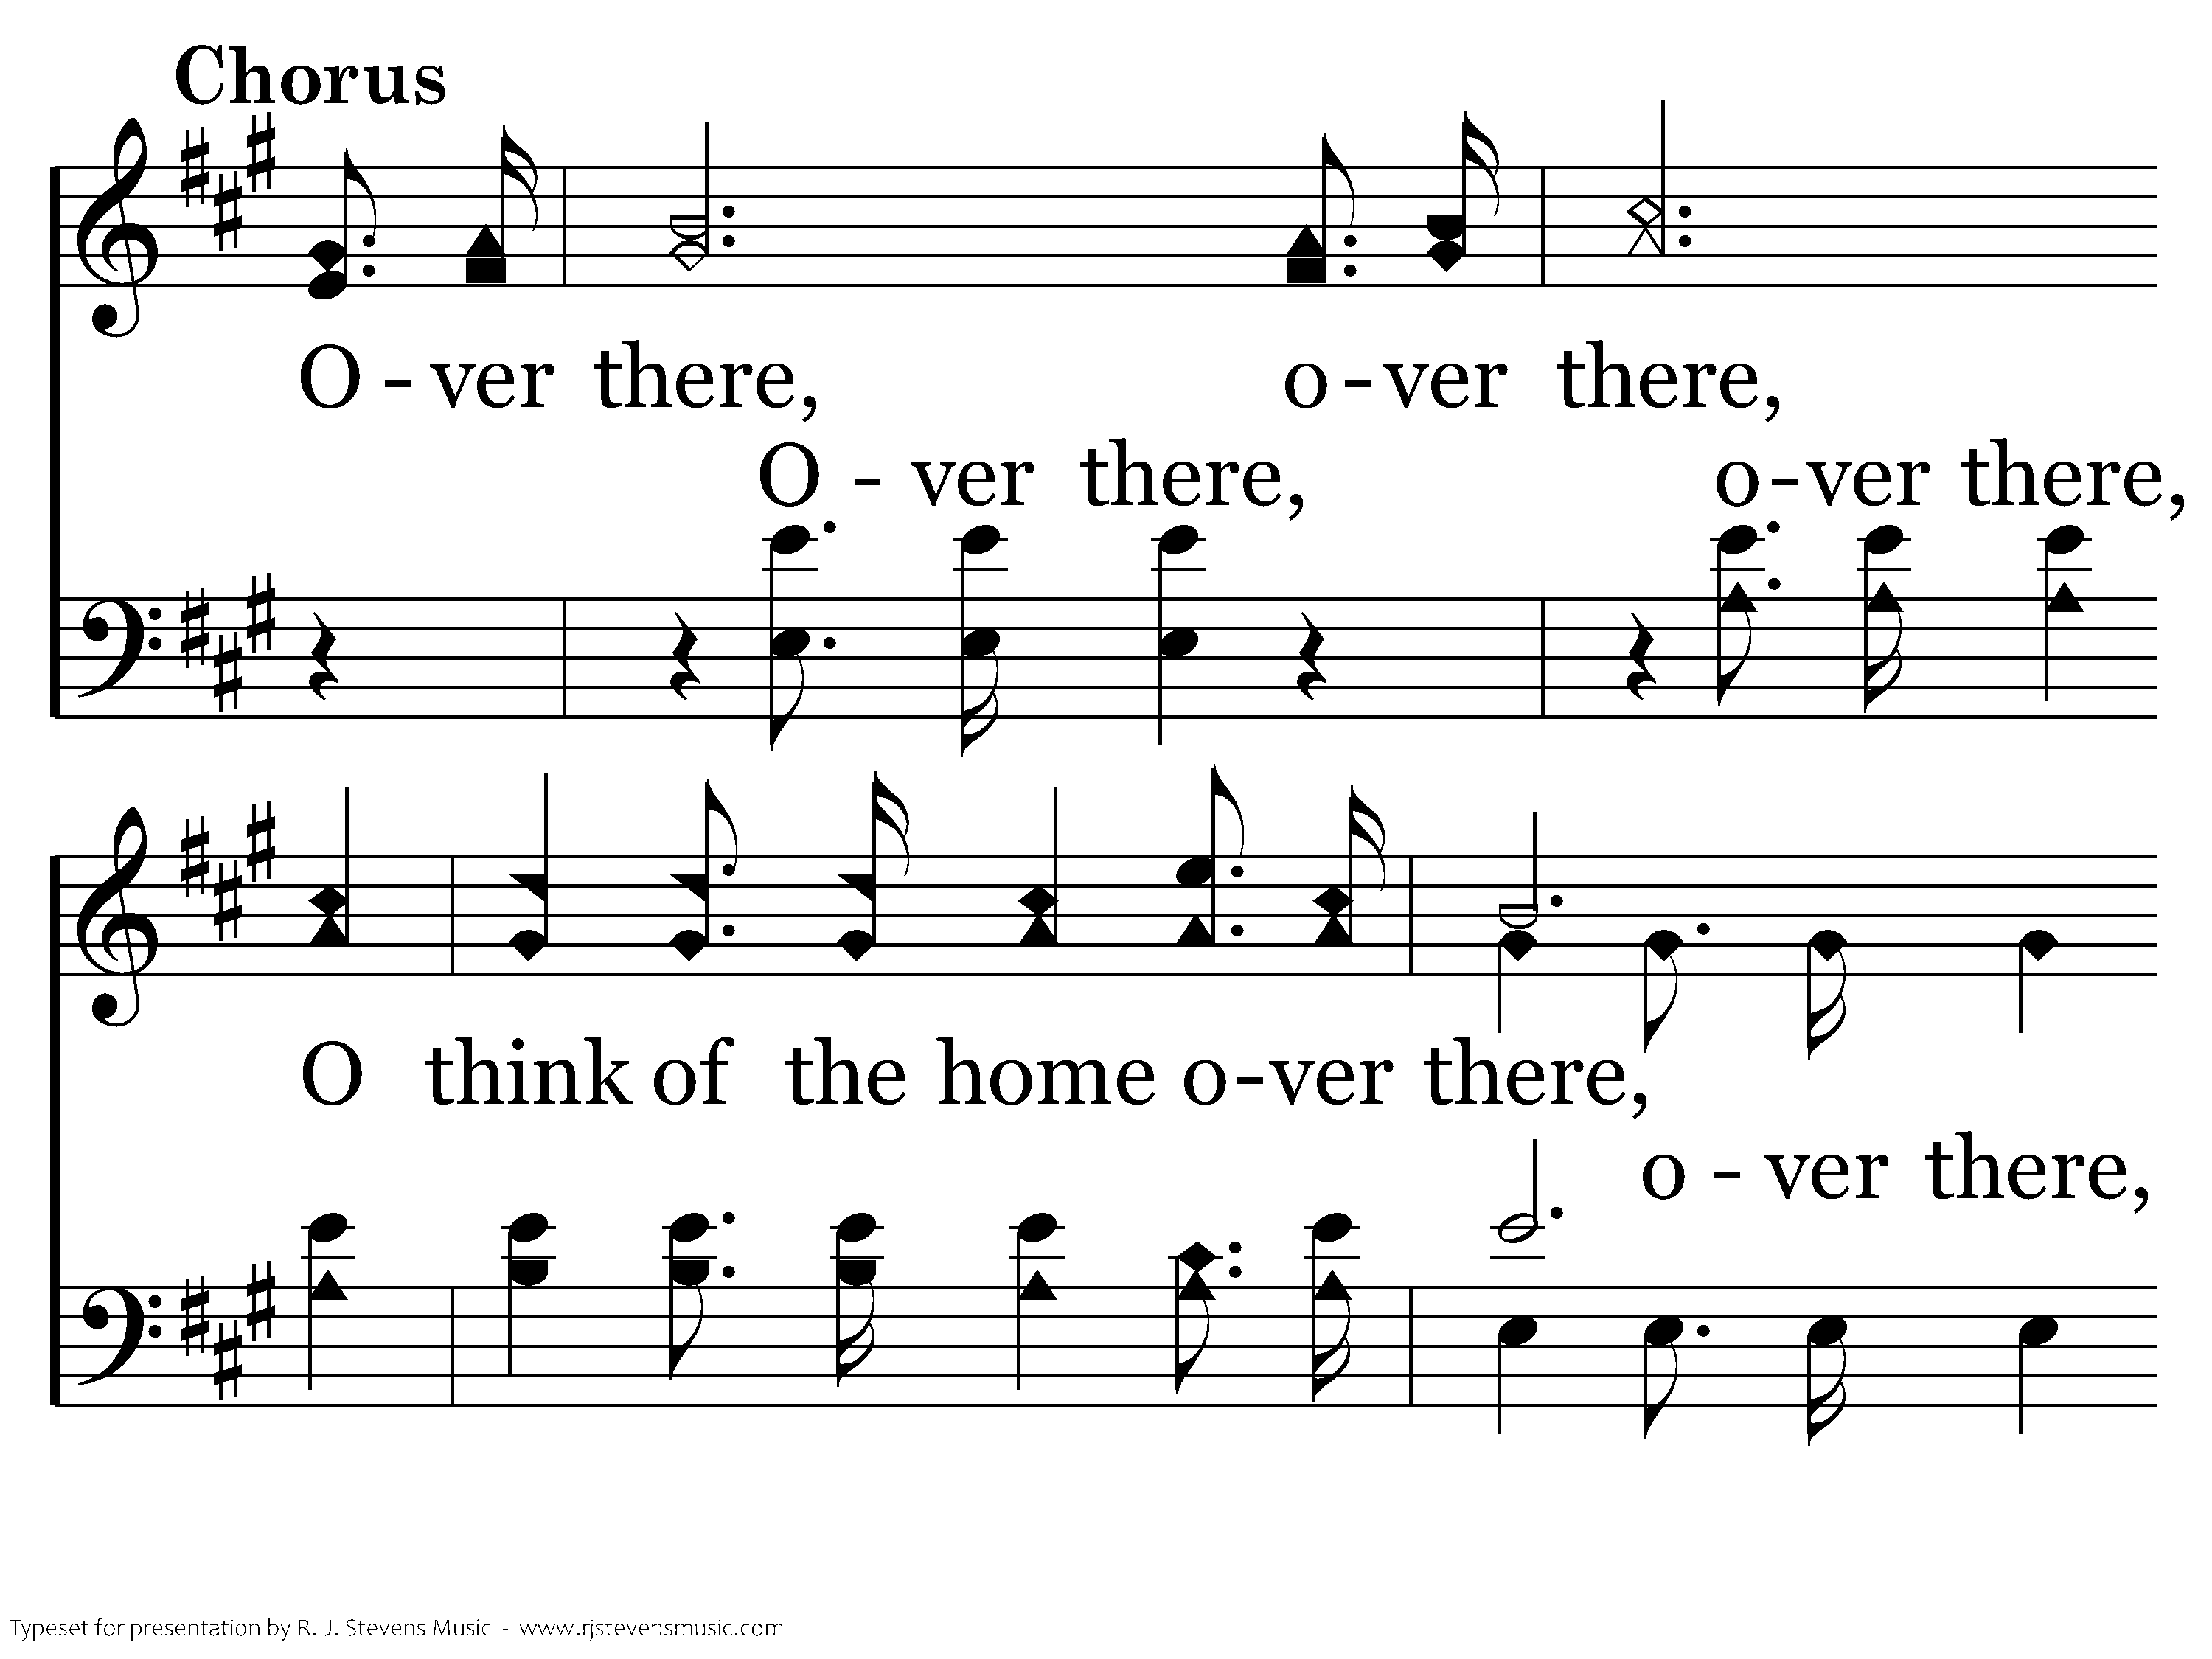 Chorus
O - ver there, o - ver there,
O - ver there, o - ver there,
O think of the home o - ver there,
o - ver there,
Typeset for presentation by R. J. Stevens Music - www.rjstevensmusic.com